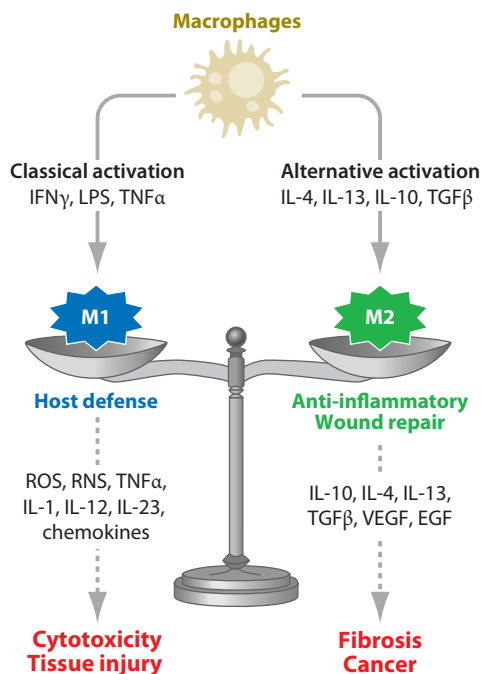 Macrophages
Classical activation
IFNγ, LPS, TNFα
Alternative activation
IL-4, IL-13, IL-10, TGFβ
M1
M2
Host defense
Anti-inflammatory
Wound repair
ROS, RNS, TNFα,
IL-1, IL-12, IL-23,
chemokines
IL-10, IL-4, IL-13,
TGFβ, VEGF, EGF
Cytotoxicity
Tissue injury
Fibrosis
Cancer